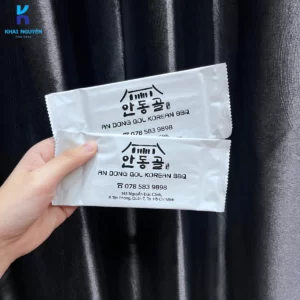 KHAI NGUYÊN
안동골
AN DONG GOL KOREAN BBQ
078 583 9898
안동골
AN DONG GOL KOREAN BBQ
☎ 078 583 9898